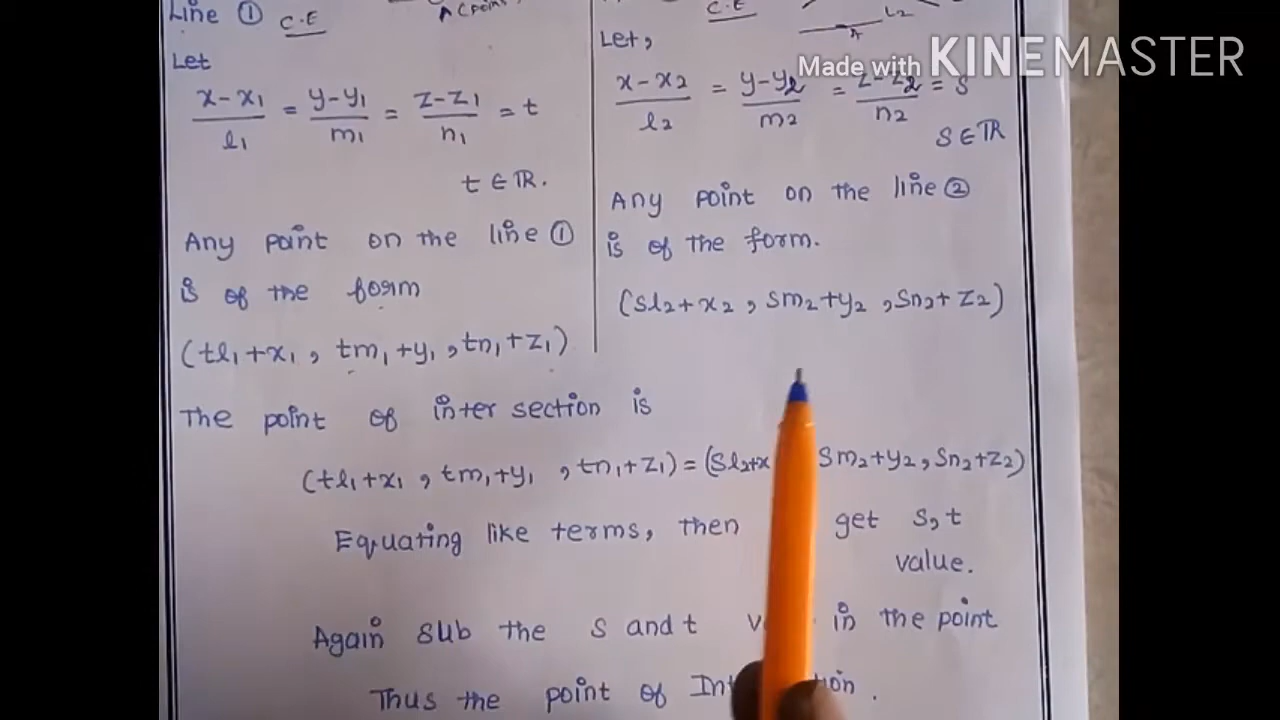 Line ① C.E
A (point,
Let
x-x₁/l₁ = y-y₁/m₁ = z-z₁/n₁ = t
t ∈ ℝ.
Any point on the line ①
is of the form
(tl₁+x₁, tm₁+y₁, tn₁+z₁)
C.E
L2
A
Let,
x-x₂/l₂ = y-y₂/m₂ = z-z₂/n₂ = s
s ∈ ℝ
Any point on the line ②
is of the form.
(sl₂+x₂, sm₂+y₂, sn₂+z₂)
The point of inter section is
(tl₁+x₁, tm₁+y₁, tn₁+z₁) = (sl₂+x sm₂+y₂, sn₂+z₂)
Equating like terms, then get s,t
value.
Again sub the s and t in the point
Thus the point of
Made with KINEMASTER